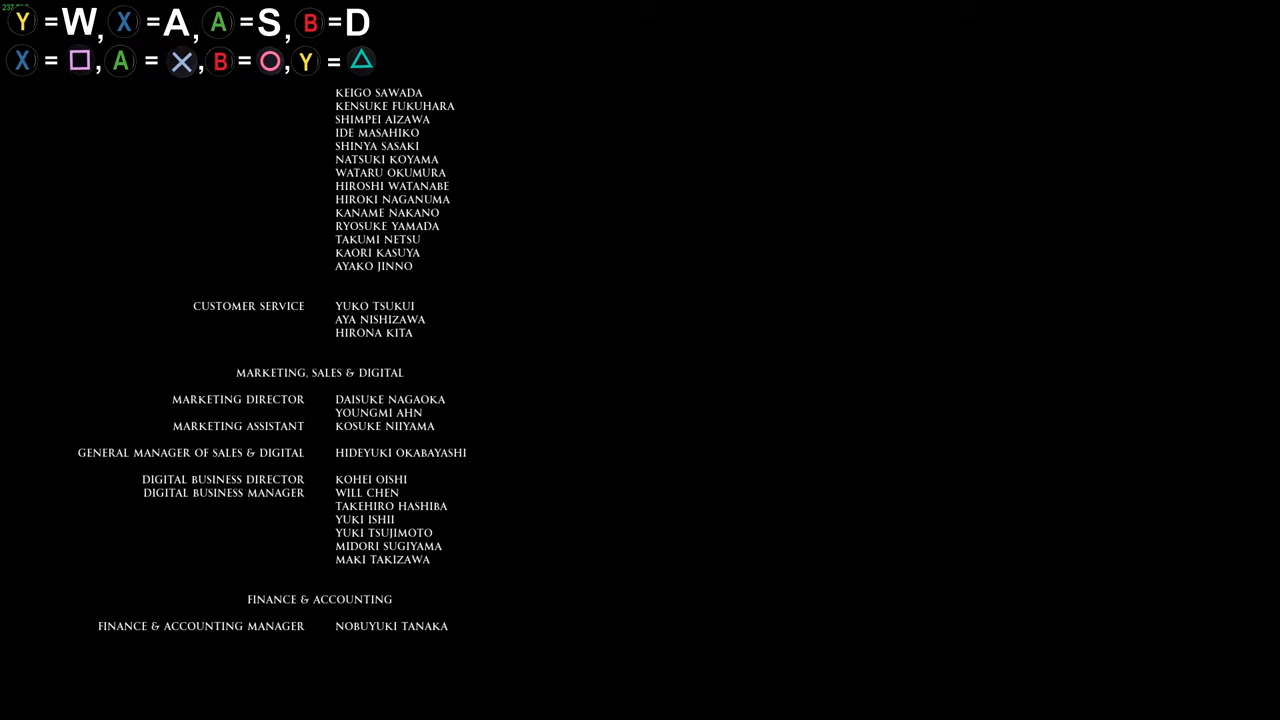 Y = W, X = A, A = S, B = D
X = □, A = ✕, B = ○, Y = △
KEIGO SAWADA
KENSUKE FUKUHARA
SHIMPEI AIZAWA
IDE MASAHIKO
SHINYA SASAKI
NATSUKI KOYAMA
WATARU OKUMURA
HIROSHI WATANABE
HIROKI NAGANUMA
KANAME NAKANO
RYOSUKE YAMADA
TAKUMI NETSU
KAORI KASUYA
AYAKO JINNO
CUSTOMER SERVICE YUKO TSUKUI
AYA NISHIZAWA
HIRONA KITA
MARKETING, SALES & DIGITAL
MARKETING DIRECTOR DAISUKE NAGAOKA
YOUNGMI AHN
MARKETING ASSISTANT KOSUKE NIIYAMA
GENERAL MANAGER OF SALES & DIGITAL HIDEYUKI OKABAYASHI
DIGITAL BUSINESS DIRECTOR KOHEI OISHI
DIGITAL BUSINESS MANAGER WILL CHEN
TAKEHIRO HASHIBA
YUKI ISHII
YUKI TSUJIMOTO
MIDORI SUGIYAMA
MAKI TAKIZAWA
FINANCE & ACCOUNTING
FINANCE & ACCOUNTING MANAGER NOBUYUKI TANAKA